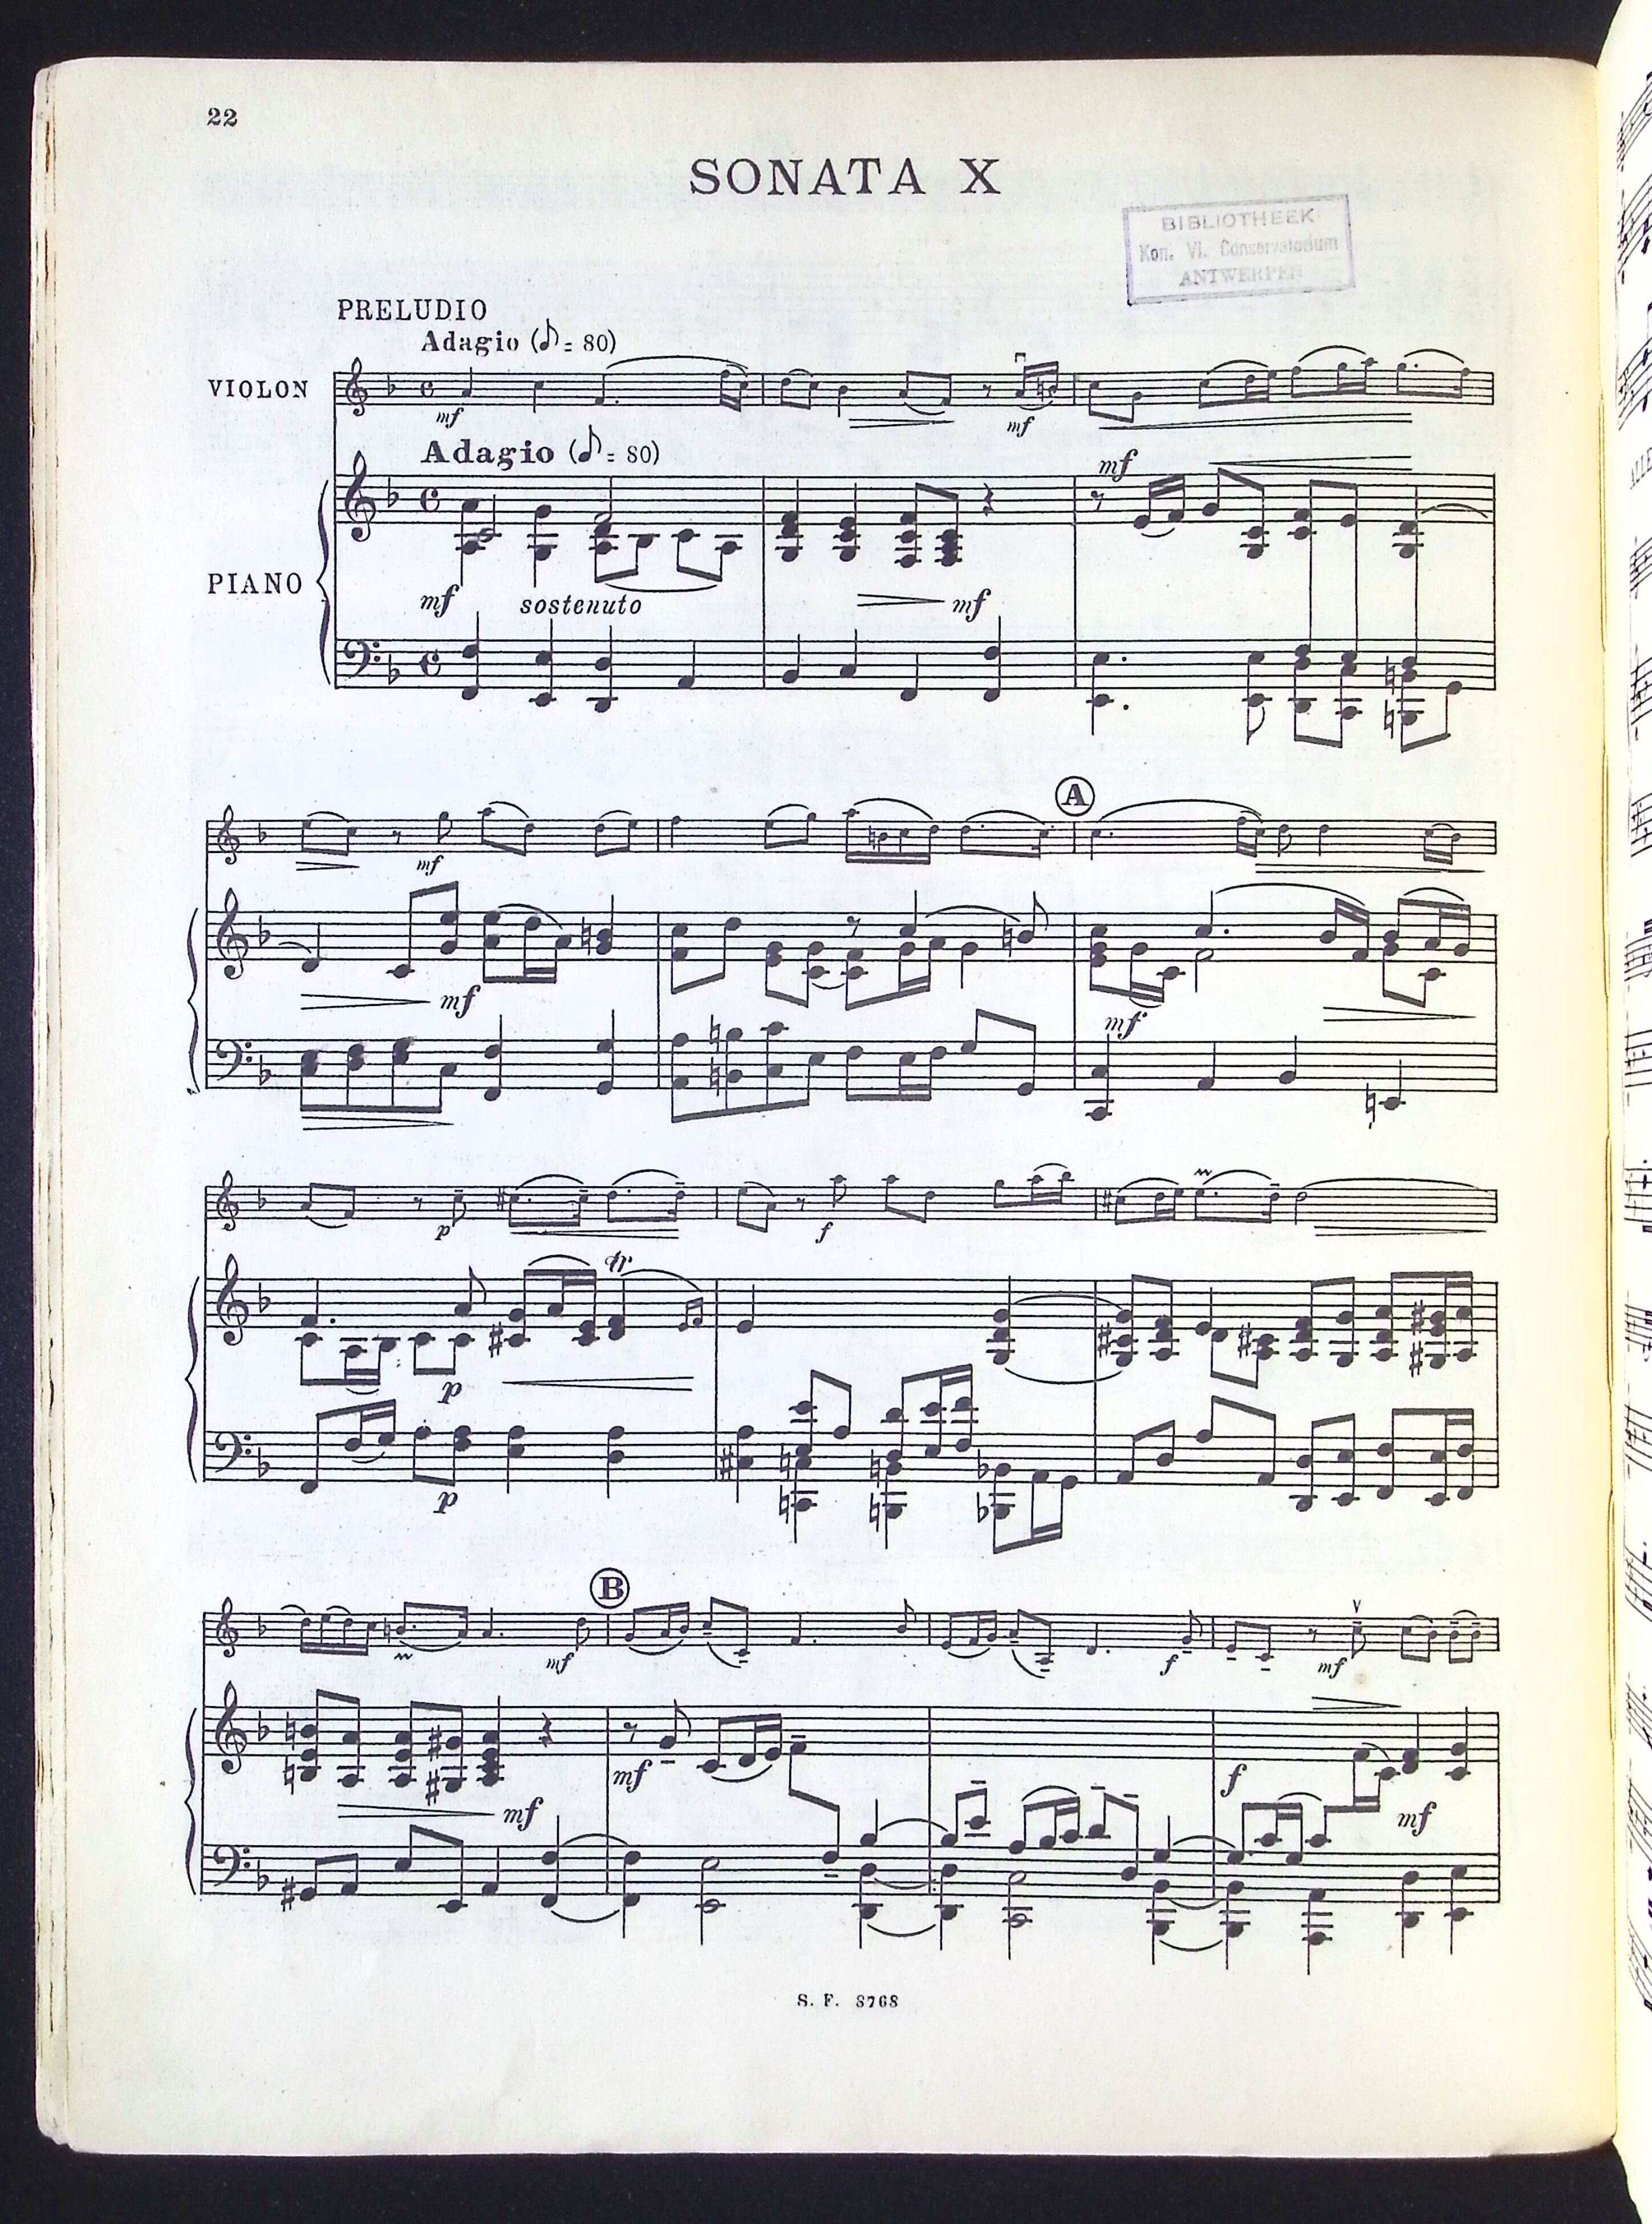 22
SONATA X
BIBLIOTHEEK
Kon. Vl. Conservatorium
ANTWERPEN
PRELUDIO
Adagio (♪ = 80)
VIOLON
mf
mf
Adagio (♪ = 80)
mf
PIANO
mf sostenuto mf
A
mf
mf
mf
p f
tr
p
p
B
mf f mf
mf mf f mf
S. F. 8768